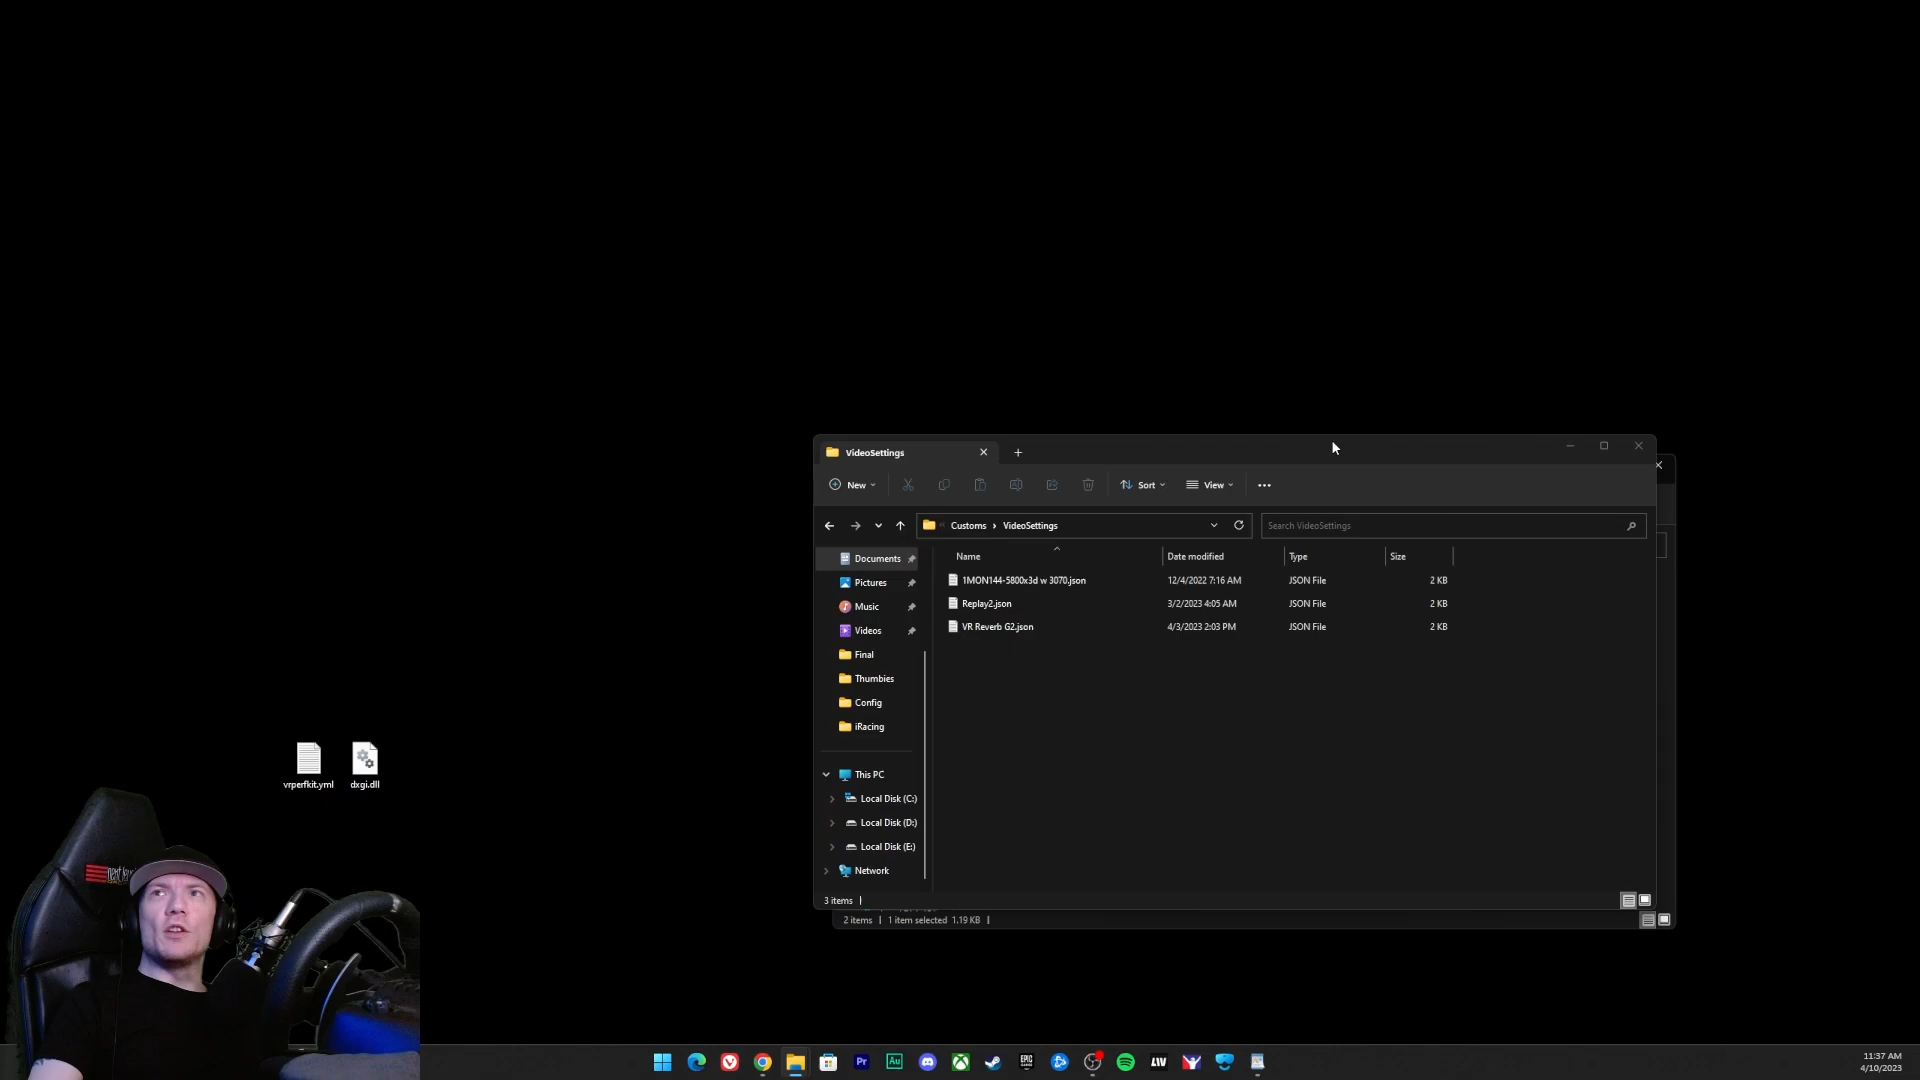 VideoSettings
New
Sort
View
Customs
VideoSettings
Search VideoSettings
Name
Date modified
Type
Size
Documents
Pictures
Music
Videos
Final
Thumbies
Config
iRacing
This PC
Local Disk (C:)
Local Disk (D:)
Local Disk (E:)
Network
1MON144-5800x3d w 3070.json
12/4/2022 7:16 AM
JSON File
2 KB
Replay2.json
3/2/2023 4:05 AM
JSON File
2 KB
VR Reverb G2.json
4/3/2023 2:03 PM
JSON File
2 KB
3 items
2 items
1 item selected 1.19 KB
vrperfkit.yml
dxgi.dll
Pr
Au
EPIC
LIV
11:37 AM
4/10/2023